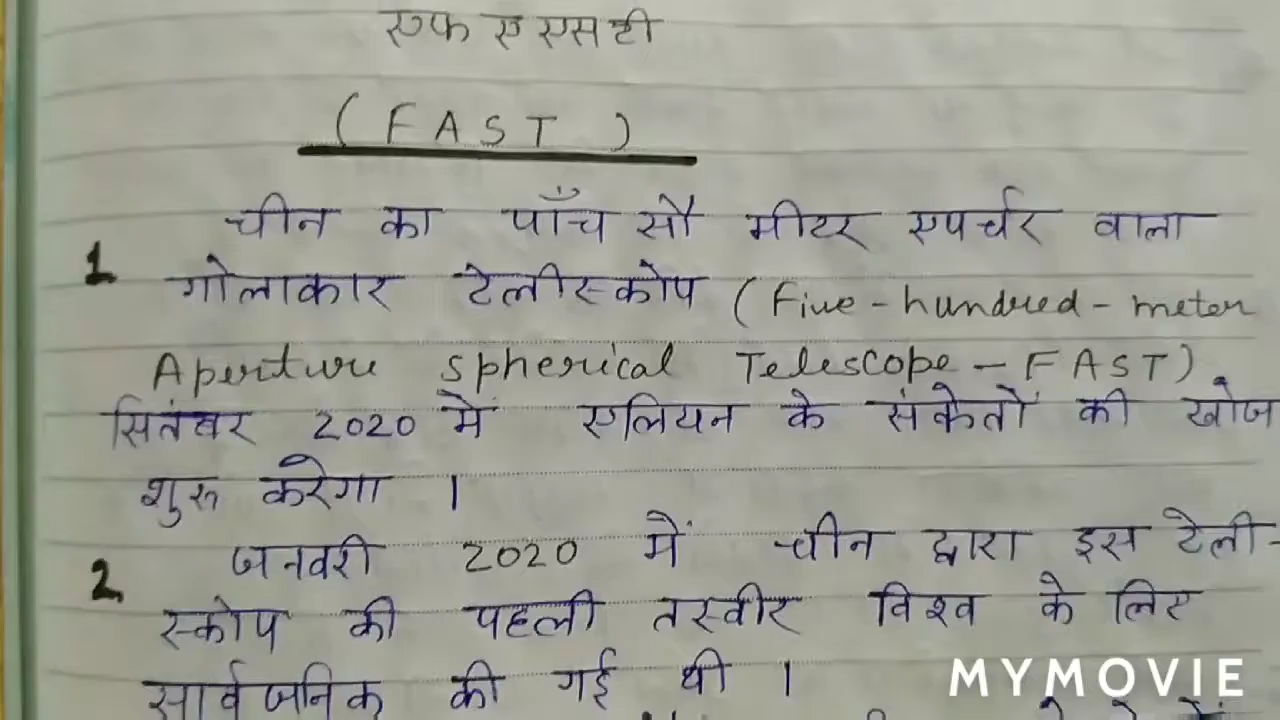 एफ ए एस टी
( FAST )
चीन का पाँच सौ मीटर एपर्चर वाला
1 गोलाकार टेलीस्कोप (Five-hundred-meter
Aperture Spherical Telescope-FAST)
सितंबर 2020 में एलियन के संकेतों की खोज
शुरू करेगा ।
2 जनवरी 2020 में चीन द्वारा इस टेली-
स्कोप की पहली तस्वीर विश्व के लिए
सार्वजनिक की गई थी ।
MYMOVIE